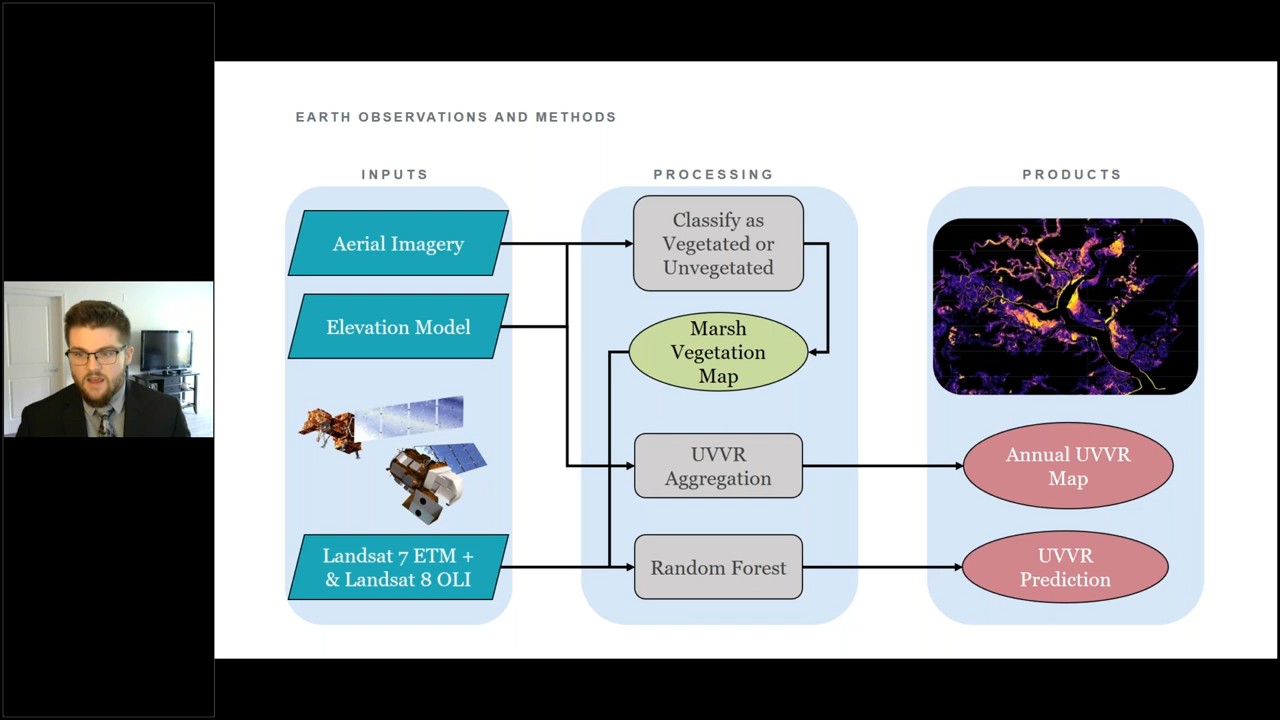 EARTH OBSERVATIONS AND METHODS
INPUTS
PROCESSING
PRODUCTS
Aerial Imagery
Elevation Model
Landsat 7 ETM +
& Landsat 8 OLI
Classify as
Vegetated or
Unvegetated
Marsh
Vegetation
Map
UVVR
Aggregation
Random Forest
Annual UVVR
Map
UVVR
Prediction